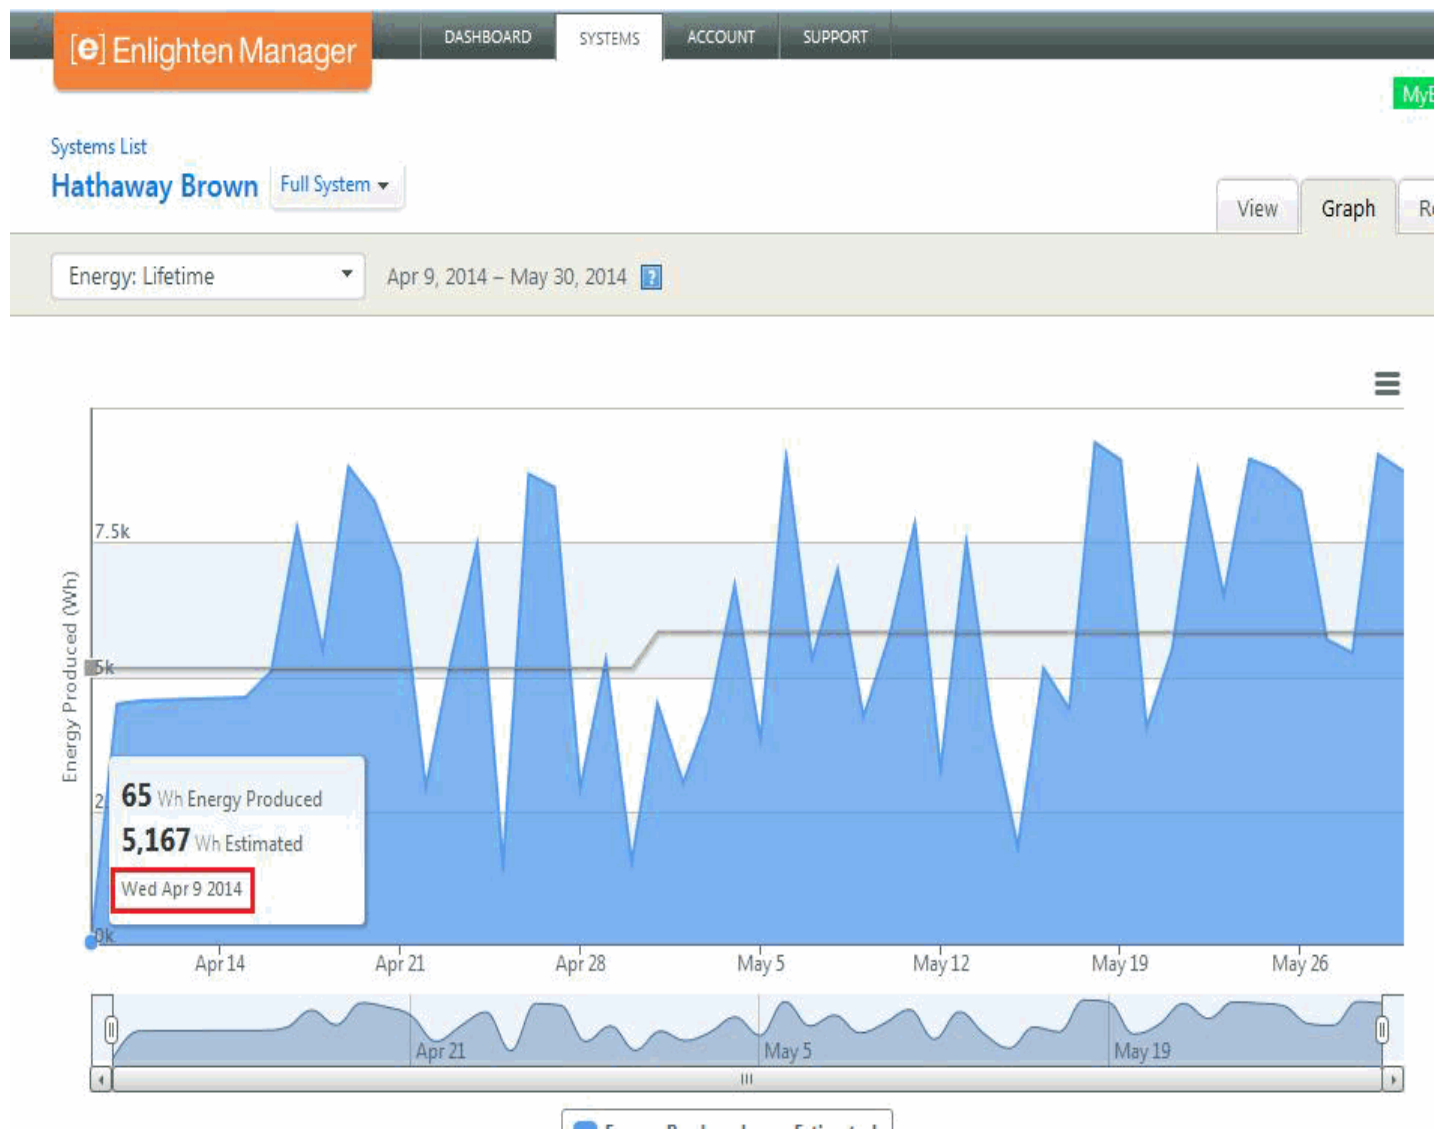 [e] Enlighten Manager
DASHBOARD SYSTEMS ACCOUNT SUPPORT
Systems List
Hathaway Brown Full System
View Graph
Energy: Lifetime Apr 9, 2014 – May 30, 2014 ?
7.5k
5k
Energy Produced (Wh)
2
65 Wh Energy Produced
5,167 Wh Estimated
Wed Apr 9 2014
0k
Apr 14 Apr 21 Apr 28 May 5 May 12 May 19 May 26
Apr 21 May 5 May 19